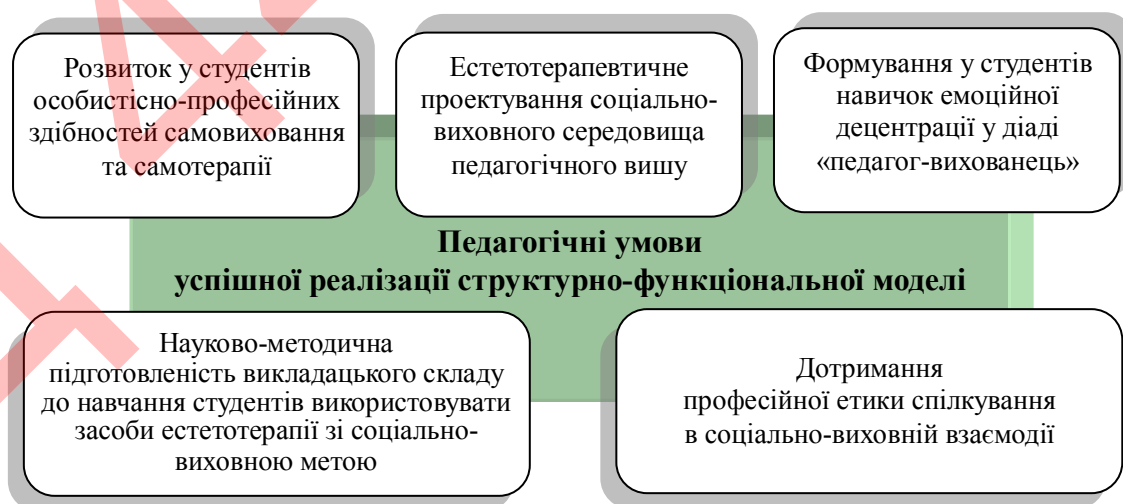 Розвиток у студентів
особистісно-професійних
здібностей самовиховання
та самотерапії
Естетотерапевтичне
проектування соціально-
виховного середовища
педагогічного вишу
Формування у студентів
навичок емоційної
децентрації у діаді
«педагог-вихованець»
Педагогічні умови
успішної реалізації структурно-функціональної моделі
Науково-методична
підготовленість викладацького складу
до навчання студентів використовувати
засоби естетотерапії зі соціально-
виховною метою
Дотримання
професійної етики спілкування
в соціально-виховній взаємодії